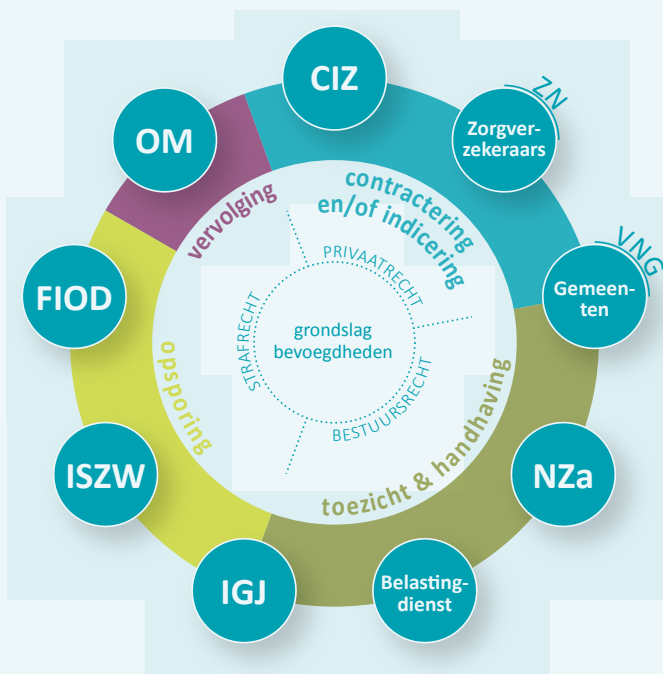 CIZ
ZN
Zorgver-
zekeraars
VNG
Gemeen-
ten
NZa
Belasting-
dienst
IGJ
ISZW
FIOD
OM
vervolging
contractering
en/of indicering
toezicht & handhaving
opsporing
PRIVAATRECHT
BESTUURSRECHT
STRAFRECHT
grondslag
bevoegdheden